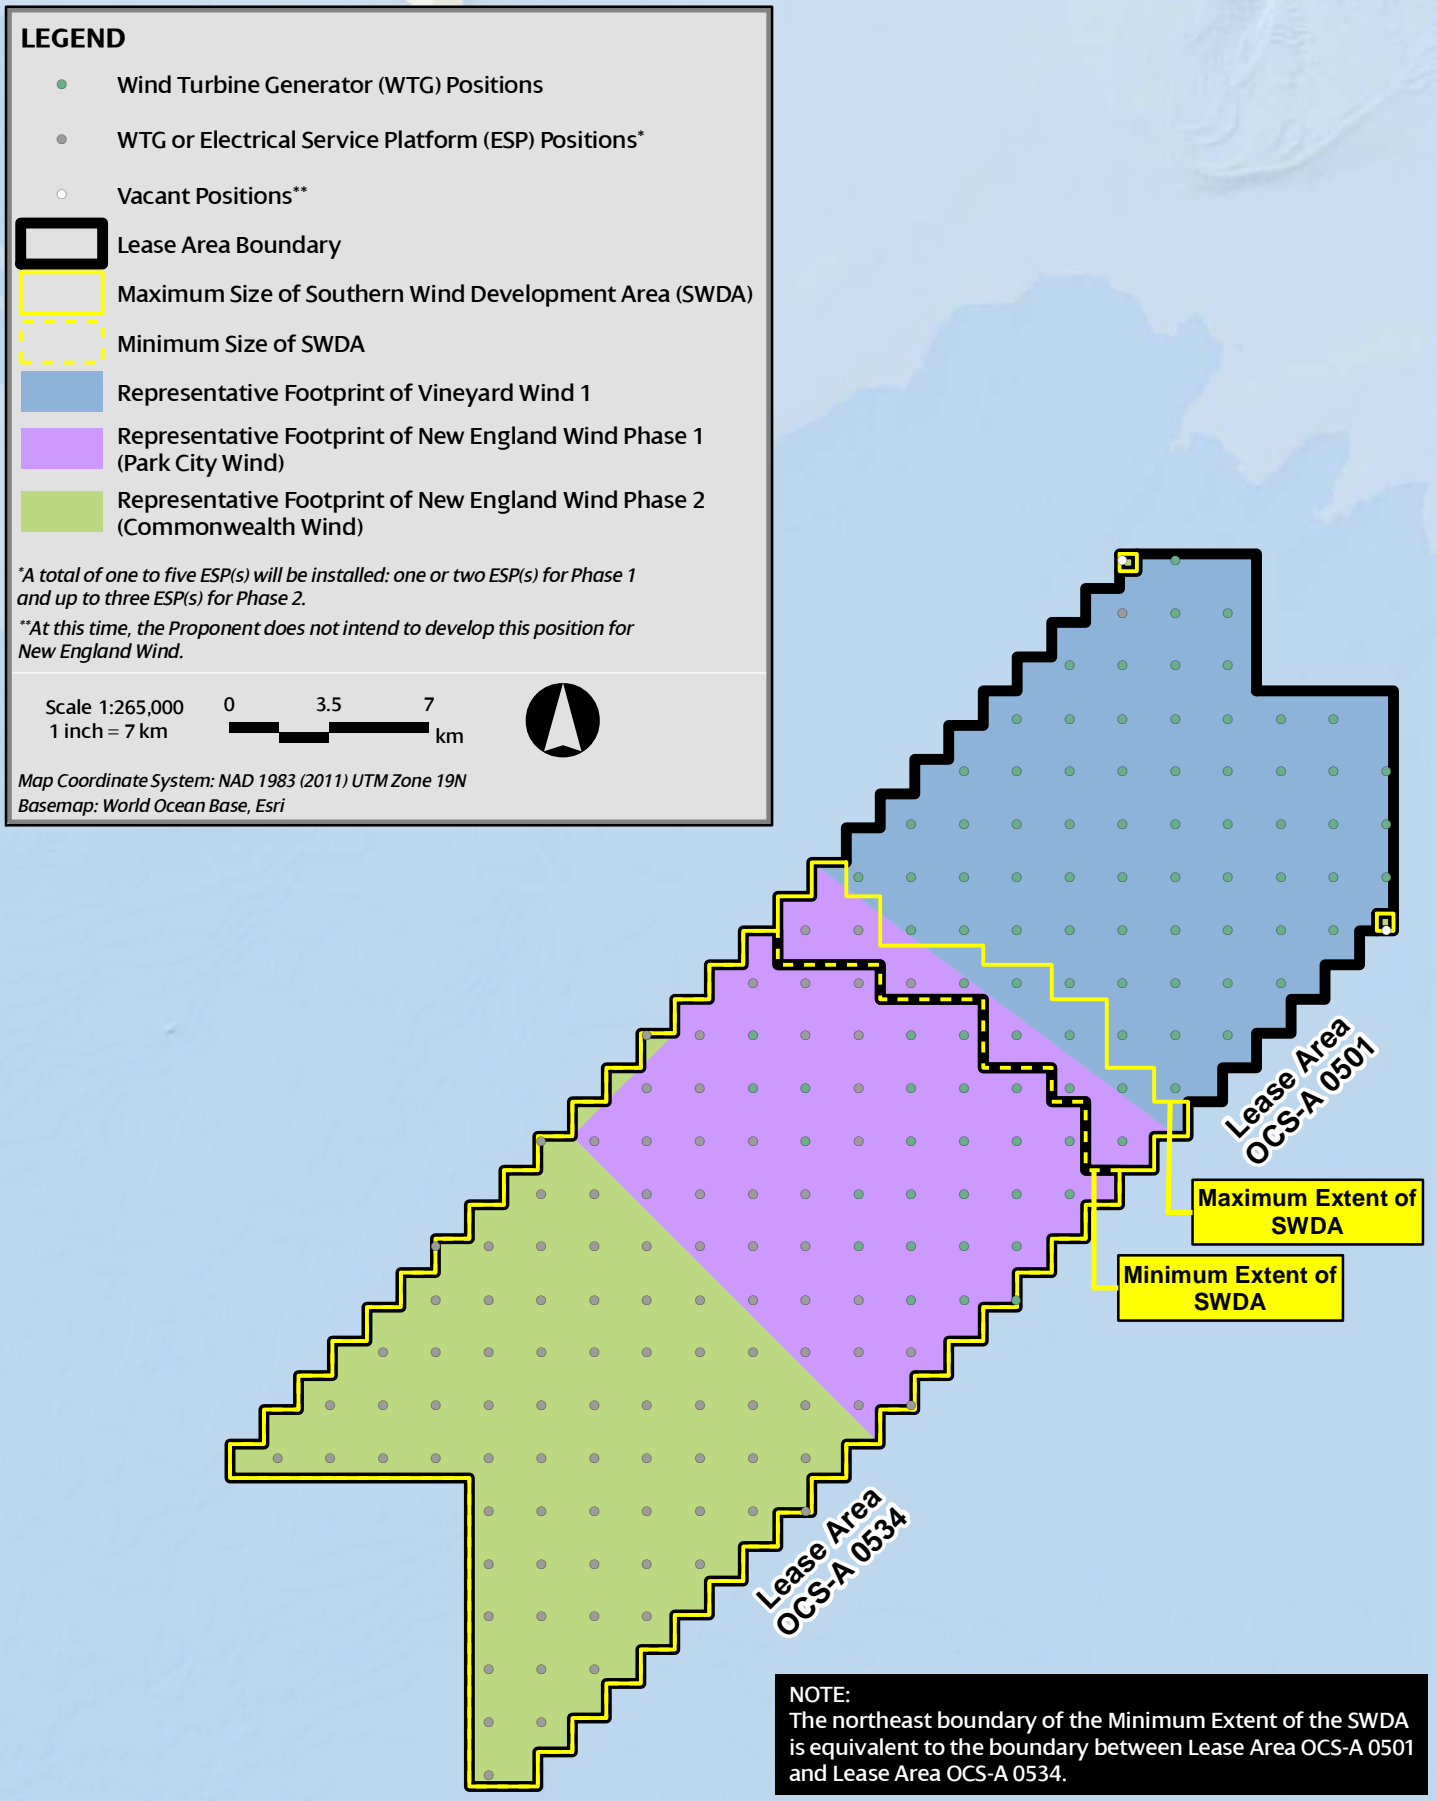 LEGEND
Wind Turbine Generator (WTG) Positions
WTG or Electrical Service Platform (ESP) Positions*
Vacant Positions**
Lease Area Boundary
Maximum Size of Southern Wind Development Area (SWDA)
Minimum Size of SWDA
Representative Footprint of Vineyard Wind 1
Representative Footprint of New England Wind Phase 1
(Park City Wind)
Representative Footprint of New England Wind Phase 2
(Commonwealth Wind)
*A total of one to five ESP(s) will be installed: one or two ESP(s) for Phase 1
and up to three ESP(s) for Phase 2.
**At this time, the Proponent does not intend to develop this position for
New England Wind.
Scale 1:265,000
1 inch = 7 km
0 3.5 7
km
Map Coordinate System: NAD 1983 (2011) UTM Zone 19N
Basemap: World Ocean Base, Esri
Lease Area
OCS-A 0501
Maximum Extent of
SWDA
Minimum Extent of
SWDA
Lease Area
OCS-A 0534
NOTE:
The northeast boundary of the Minimum Extent of the SWDA
is equivalent to the boundary between Lease Area OCS-A 0501
and Lease Area OCS-A 0534.